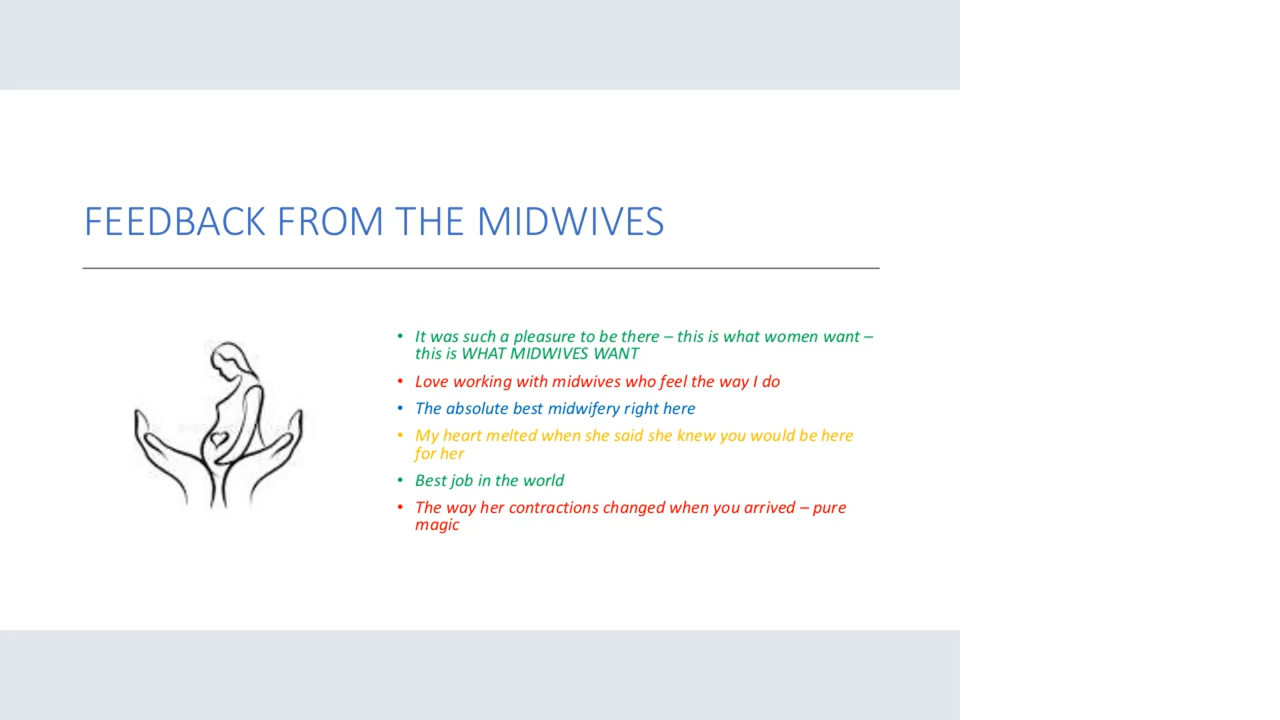 FEEDBACK FROM THE MIDWIVES
• It was such a pleasure to be there – this is what women want –
this is WHAT MIDWIVES WANT
• Love working with midwives who feel the way I do
• The absolute best midwifery right here
• My heart melted when she said she knew you would be here
for her
• Best job in the world
• The way her contractions changed when you arrived – pure
magic